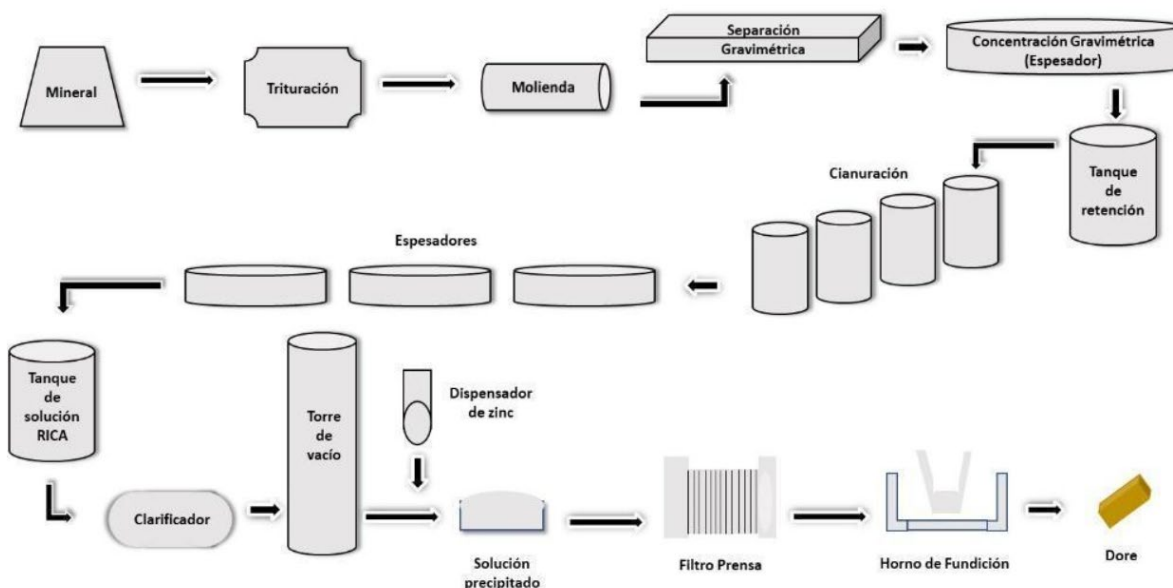 Mineral
Trituración
Molienda
Separación
Gravimétrica
Concentración Gravimétrica
(Espesador)
Tanque
de
retención
Cianuración
Espesadores
Tanque
de
solución
RICA
Clarificador
Torre
de
vacío
Dispensador
de zinc
Solución
precipitado
Filtro Prensa
Horno de Fundición
Dore